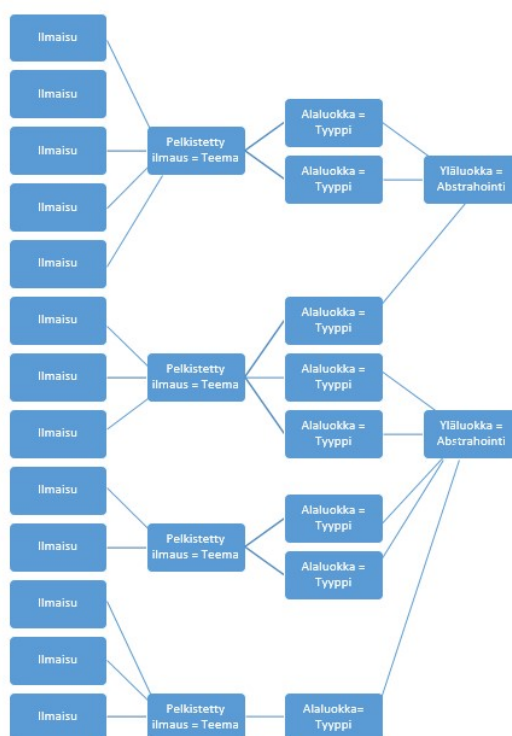 Ilmaisu
Ilmaisu
Ilmaisu
Ilmaisu
Ilmaisu
Ilmaisu
Ilmaisu
Ilmaisu
Ilmaisu
Ilmaisu
Ilmaisu
Ilmaisu
Ilmaisu
Pelkistetty
ilmaus = Teema
Pelkistetty
ilmaus = Teema
Pelkistetty
ilmaus = Teema
Pelkistetty
ilmaus = Teema
Alaluokka =
Tyyppi
Alaluokka =
Tyyppi
Alaluokka =
Tyyppi
Alaluokka =
Tyyppi
Alaluokka =
Tyyppi
Alaluokka =
Tyyppi
Alaluokka =
Tyyppi
Alaluokka=
Tyyppi
Yläluokka =
Abstrahointi
Yläluokka =
Abstrahointi